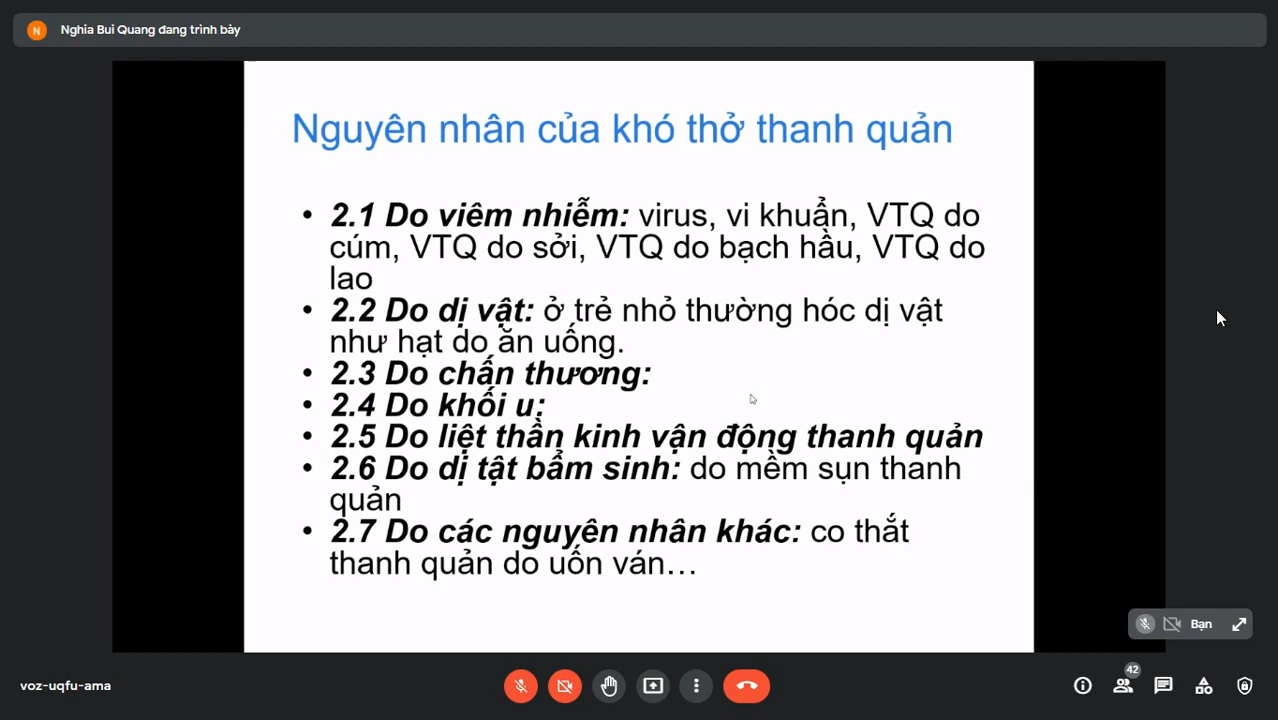 N Nghia Bui Quang đang trình bày
Nguyên nhân của khó thở thanh quản
• 2.1 Do viêm nhiễm: virus, vi khuẩn, VTQ do
cúm, VTQ do sởi, VTQ do bạch hầu, VTQ do
lao
• 2.2 Do dị vật: ở trẻ nhỏ thường hóc dị vật
như hạt do ăn uống.
• 2.3 Do chấn thương:
• 2.4 Do khối u:
• 2.5 Do liệt thần kinh vận động thanh quản
• 2.6 Do dị tật bẩm sinh: do mềm sụn thanh
quản
• 2.7 Do các nguyên nhân khác: co thắt
thanh quản do uốn ván…
Bạn
voz-uqfu-ama
42